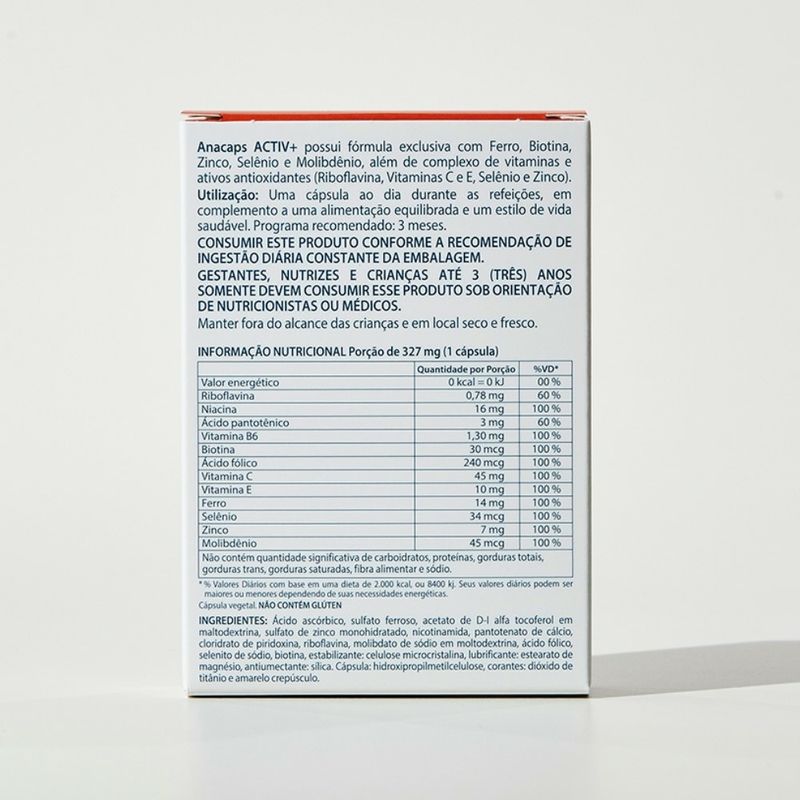 Anacaps ACTIV+ possui fórmula exclusiva com Ferro, Biotina,
Zinco, Selênio e Molibdênio, além de complexo de vitaminas e
ativos antioxidantes (Riboflavina, Vitaminas C e E, Selênio e Zinco).
Utilização: Uma cápsula ao dia durante as refeições, em
complemento a uma alimentação equilibrada e um estilo de vida
saudável. Programa recomendado: 3 meses.
CONSUMIR ESTE PRODUTO CONFORME A RECOMENDAÇÃO DE
INGESTÃO DIÁRIA CONSTANTE DA EMBALAGEM.
GESTANTES, NUTRIZES E CRIANÇAS ATÉ 3 (TRÊS) ANOS
SOMENTE DEVEM CONSUMIR ESSE PRODUTO SOB ORIENTAÇÃO
DE NUTRICIONISTAS OU MÉDICOS.
Manter fora do alcance das crianças e em local seco e fresco.
INFORMAÇÃO NUTRICIONAL Porção de 327 mg (1 cápsula)
Quantidade por Porção %VD*
Valor energético 0 kcal = 0 kJ 00 %
Riboflavina 0,78 mg 60 %
Niacina 16 mg 100 %
Ácido pantotênico 3 mg 60 %
Vitamina B6 1,30 mg 100 %
Biotina 30 mcg 100 %
Ácido fólico 240 mcg 100 %
Vitamina C 45 mg 100 %
Vitamina E 10 mg 100 %
Ferro 14 mg 100 %
Selênio 34 mcg 100 %
Zinco 7 mg 100 %
Molibdênio 45 mcg 100 %
Não contém quantidade significativa de carboidratos, proteínas, gorduras totais,
gorduras trans, gorduras saturadas, fibra alimentar e sódio.
* % Valores Diários com base em uma dieta de 2.000 kcal, ou 8400 kj. Seus valores diários podem ser
maiores ou menores dependendo de suas necessidades energéticas.
Cápsula vegetal. NÃO CONTÉM GLÚTEN
INGREDIENTES: Ácido ascórbico, sulfato ferroso, acetato de D-l alfa tocoferol em
maltodextrina, sulfato de zinco monohidratado, nicotinamida, pantotenato de cálcio,
cloridrato de piridoxina, riboflavina, molibdato de sódio em moltodextrina, ácido fólico,
selenito de sódio, biotina, estabilizante: celulose microcristalina, lubrificante: estearato de
magnésio, antiumectante: sílica. Cápsula: hidroxipropilmetilcelulose, corantes: dióxido de
titânio e amarelo crepúsculo.